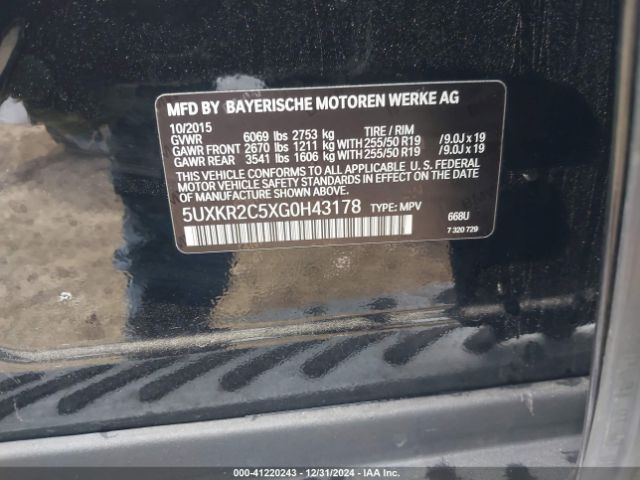 MFD BY BAYERISCHE MOTOREN WERKE AG
10/2015
GVWR 6069 lbs 2753 kg TIRE / RIM
GAWR FRONT 2670 lbs 1211 kg WITH 255/50 R19 /9.0J x 19
GAWR REAR 3541 lbs 1606 kg WITH 255/50 R19 /9.0J x 19
THIS VEHICLE CONFORMS TO ALL APPLICABLE U. S. FEDERAL
MOTOR VEHICLE SAFETY STANDARDS IN EFFECT ON THE DATE
OF MANUFACTURE SHOWN ABOVE.
5UXKR2C5XG0H43178 TYPE: MPV 668U
7 320 729
000-41220243 - 12/31/2024 - IAA Inc.